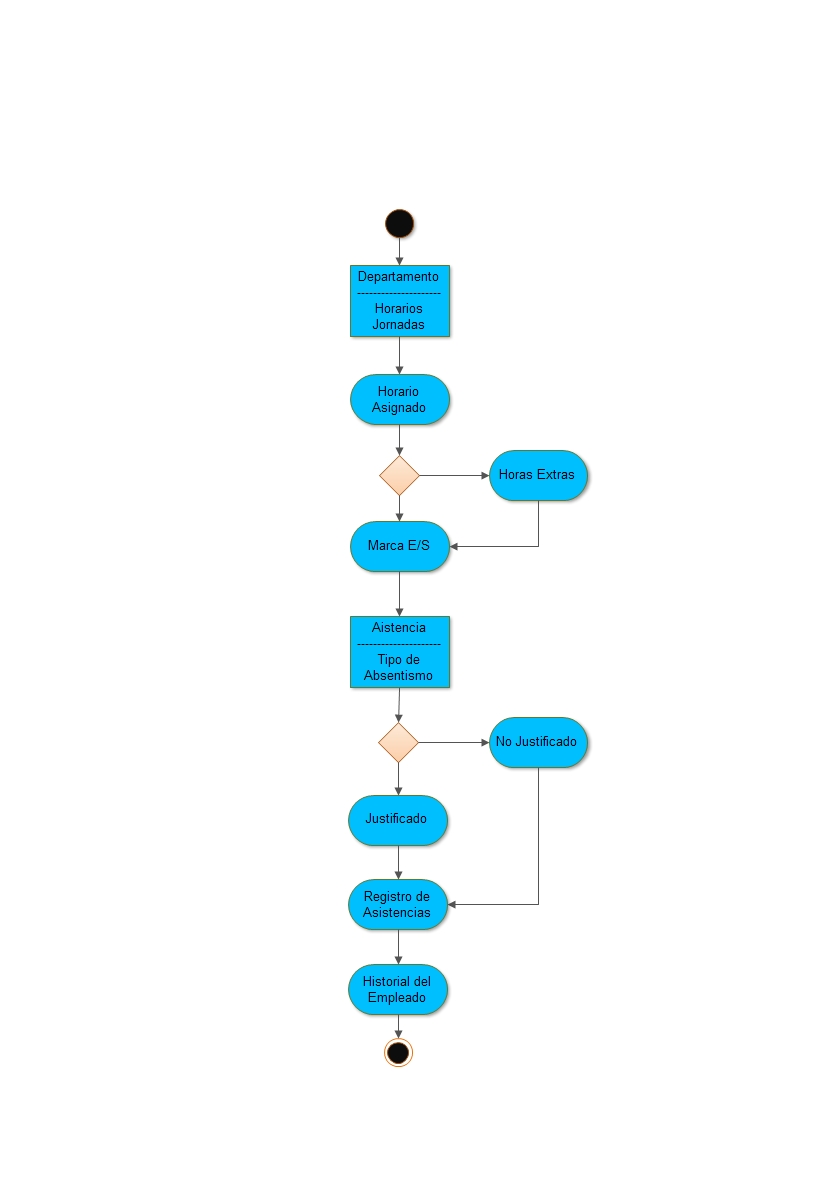 Departamento
---------------------
Horarios
Jornadas
Horario
Asignado
Horas Extras
Marca E/S
Aistencia
---------------------
Tipo de
Absentismo
No Justificado
Justificado
Registro de
Asistencias
Historial del
Empleado